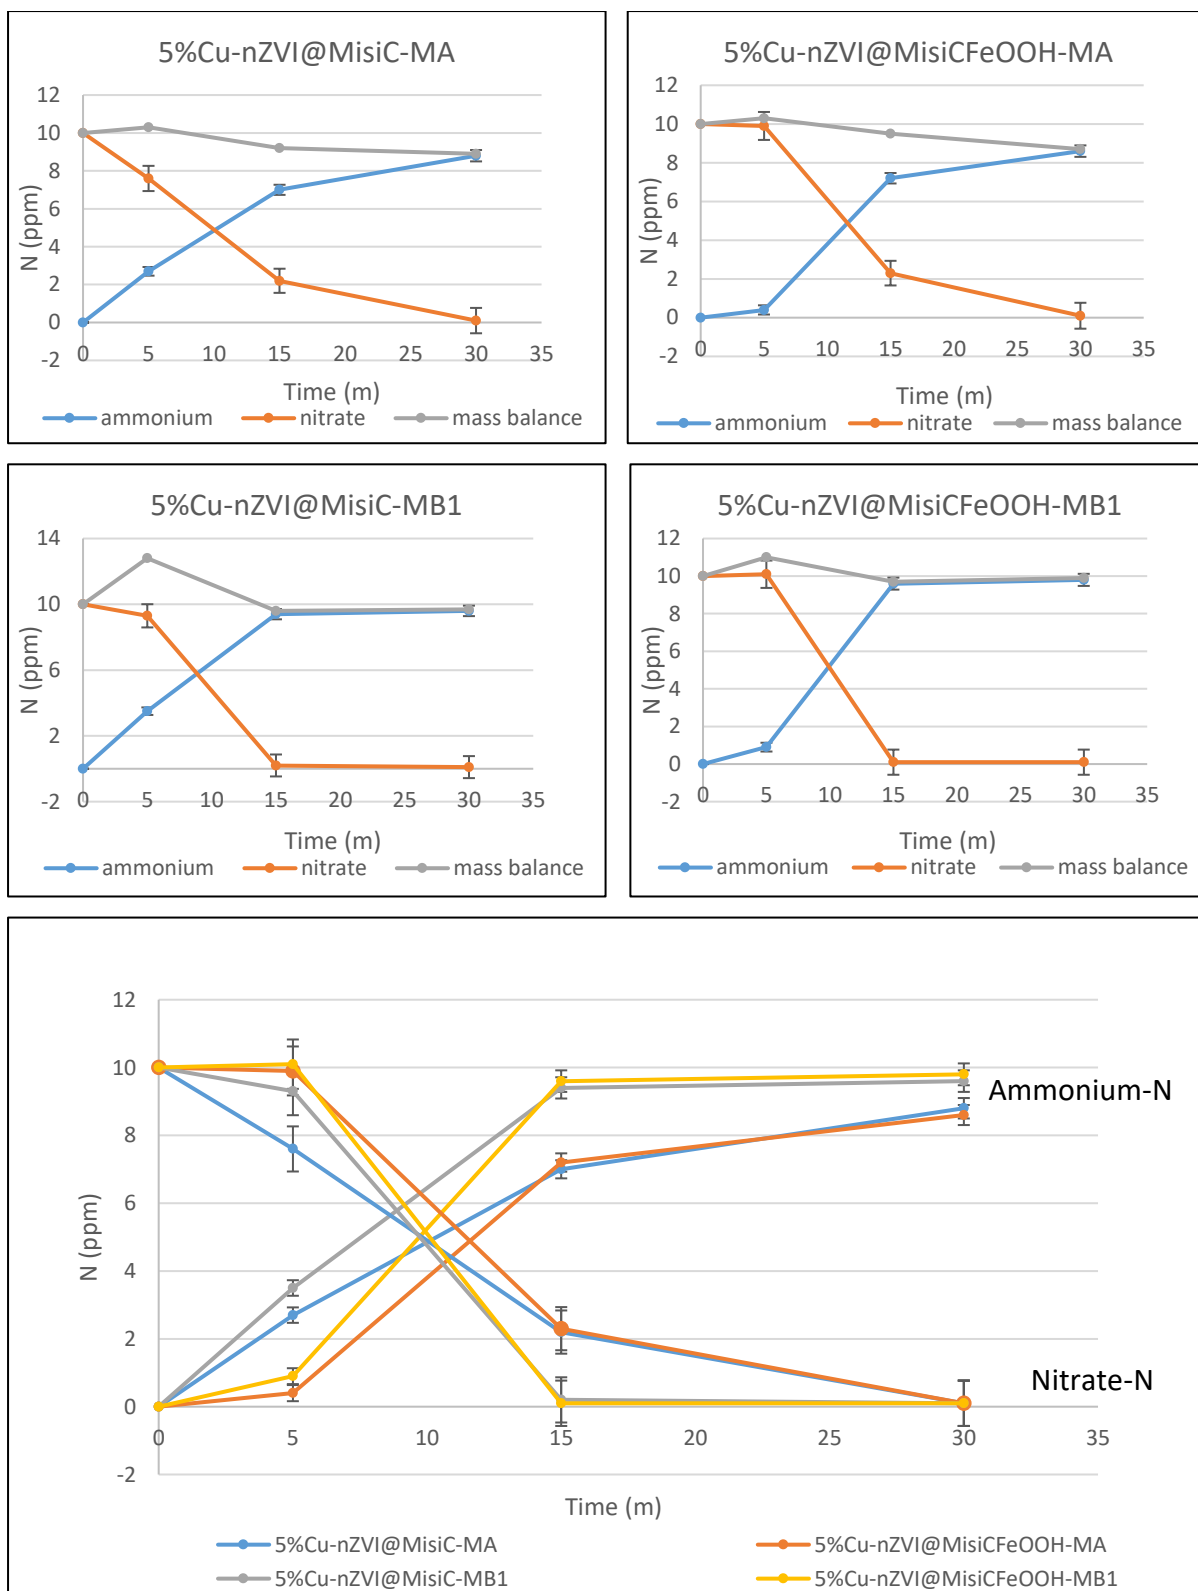 5%Cu-nZVI@MisiC-MA
12
10
8
6
4
2
0
-2
N (ppm)
0 5 10 15 20 25 30 35
Time (m)
ammonium nitrate mass balance
5%Cu-nZVI@MisiCFeOOH-MA
12
10
8
6
4
2
0
-2
N (ppm)
0 5 10 15 20 25 30 35
Time (m)
ammonium nitrate mass balance
5%Cu-nZVI@MisiC-MB1
14
10
6
2
-2
N (ppm)
0 5 10 15 20 25 30 35
Time (m)
ammonium nitrate mass balance
5%Cu-nZVI@MisiCFeOOH-MB1
12
10
8
6
4
2
0
-2
N (ppm)
0 5 10 15 20 25 30 35
Time (m)
ammonium nitrate mass balance
12
10
8
6
4
2
0
-2
N (ppm)
Ammonium-N
Nitrate-N
0 5 10 15 20 25 30 35
Time (m)
5%Cu-nZVI@MisiC-MA 5%Cu-nZVI@MisiCFeOOH-MA
5%Cu-nZVI@MisiC-MB1 5%Cu-nZVI@MisiCFeOOH-MB1